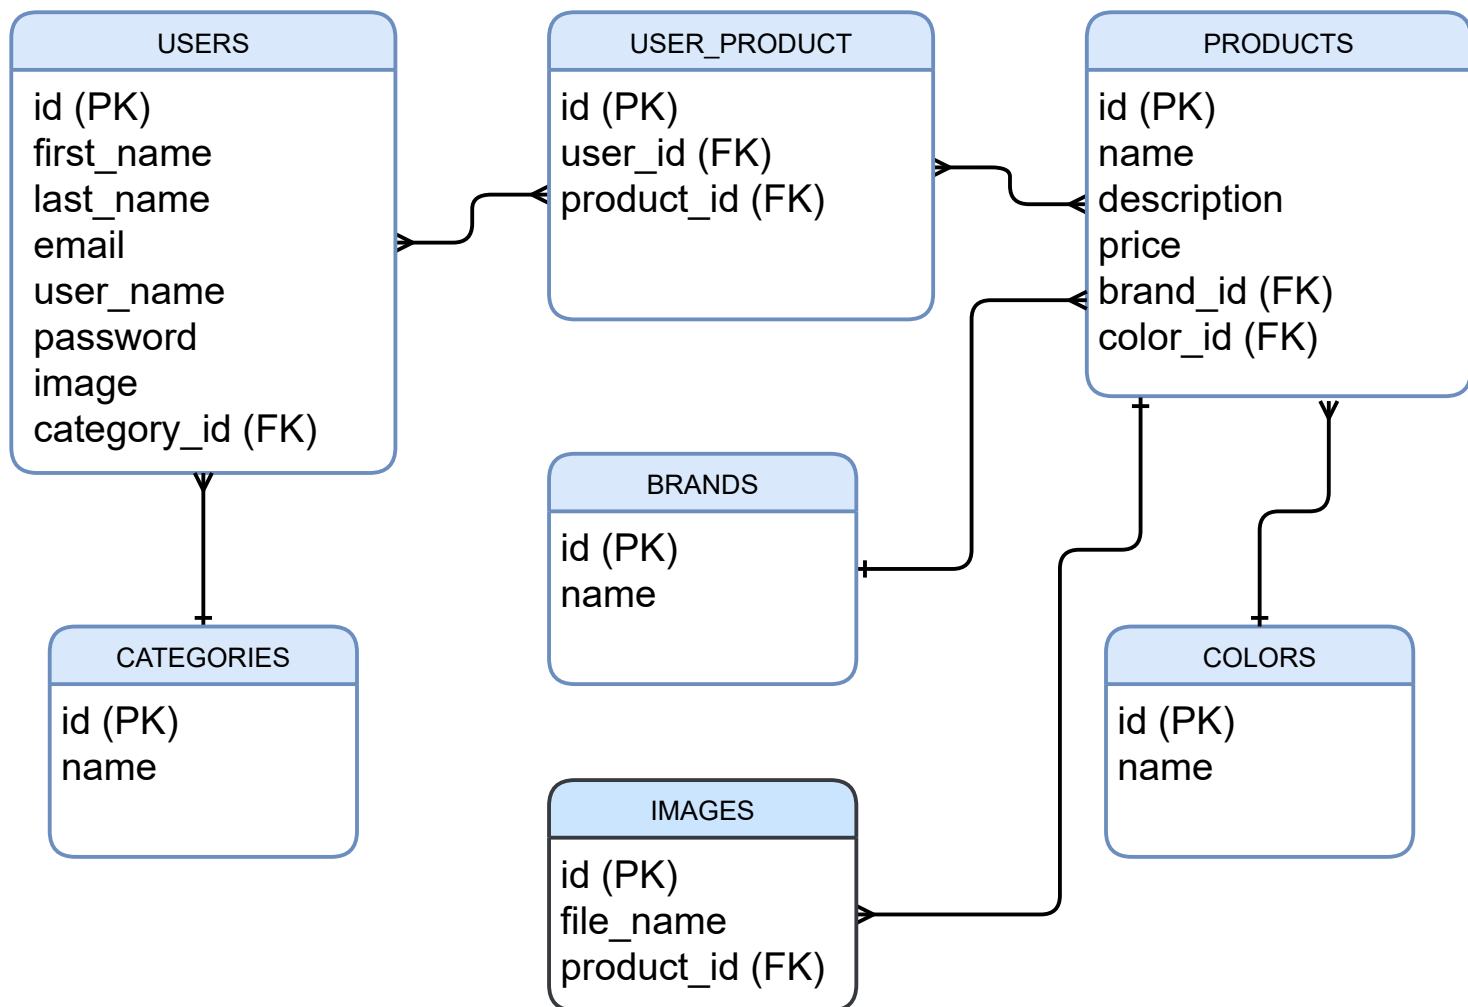 USERS
id (PK)
first_name
last_name
email
user_name
password
image
category_id (FK)
USER_PRODUCT
id (PK)
user_id (FK)
product_id (FK)
PRODUCTS
id (PK)
name
description
price
brand_id (FK)
color_id (FK)
BRANDS
id (PK)
name
CATEGORIES
id (PK)
name
COLORS
id (PK)
name
IMAGES
id (PK)
file_name
product_id (FK)